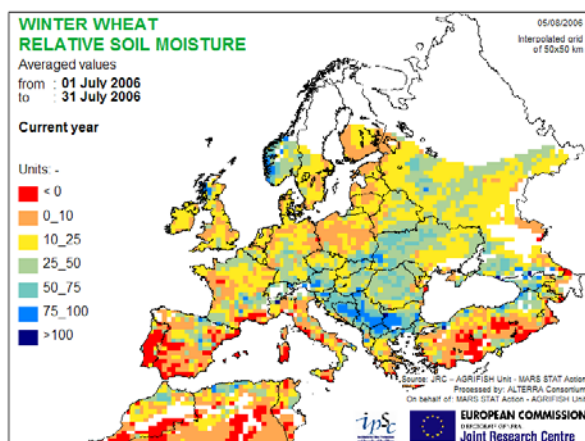 WINTER WHEAT
RELATIVE SOIL MOISTURE
Averaged values
from : 01 July 2006
to : 31 July 2006
Current year
Units: -
< 0
0_10
10_25
25_50
50_75
75_100
>100
05/08/2006
Interpolated grid
of 50x50 km
Source: JRC - AGRIFISH Unit - MARS STAT Action
Processed by: ALTERRA Consortium
On behalf of: MARS STAT Action - AGRIFISH Unit
ipsc
EUROPEAN COMMISSION
Joint Research Centre